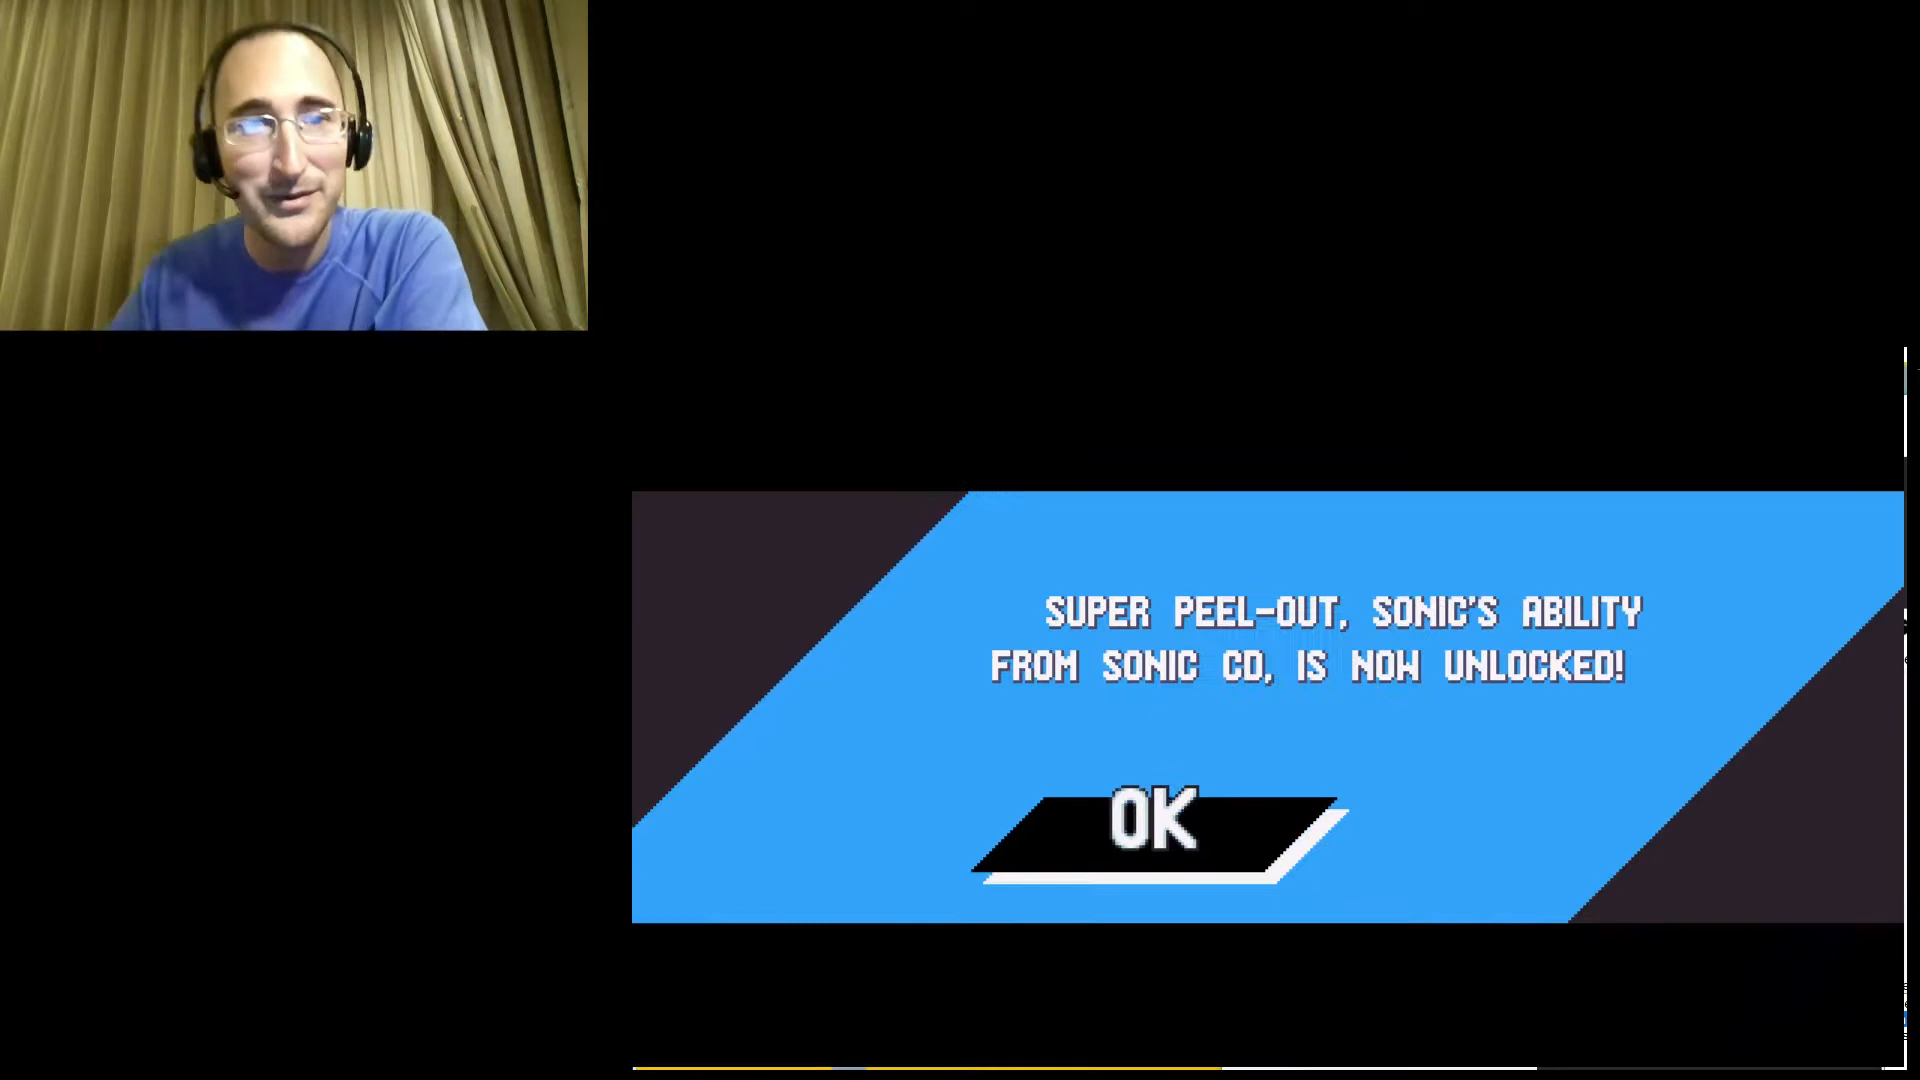 SUPER PEEL-OUT, SONIC'S ABILITY
FROM SONIC CD, IS NOW UNLOCKED!
OK